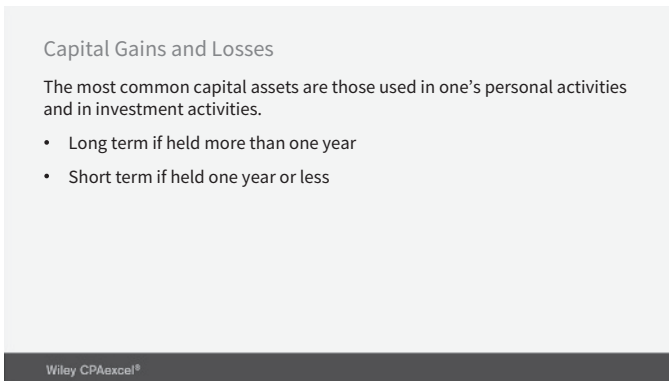 Capital Gains and Losses
The most common capital assets are those used in one’s personal activities
and in investment activities.
• Long term if held more than one year
• Short term if held one year or less
Wiley CPAexcel®